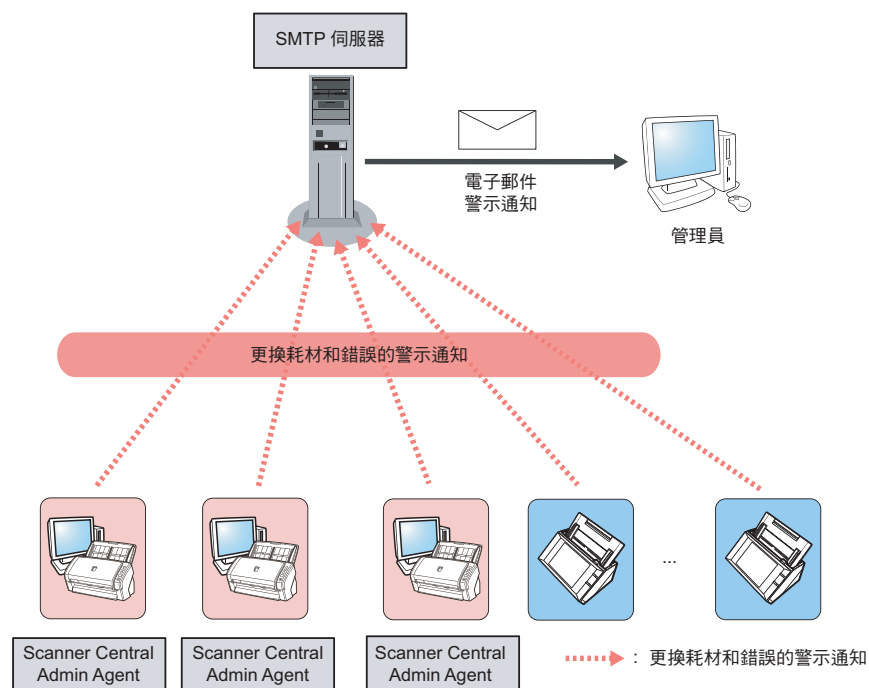 SMTP 伺服器
電子郵件
警示通知
管理員
更換耗材和錯誤的警示通知
...
Scanner Central
Admin Agent
Scanner Central
Admin Agent
Scanner Central
Admin Agent
： 更換耗材和錯誤的警示通知